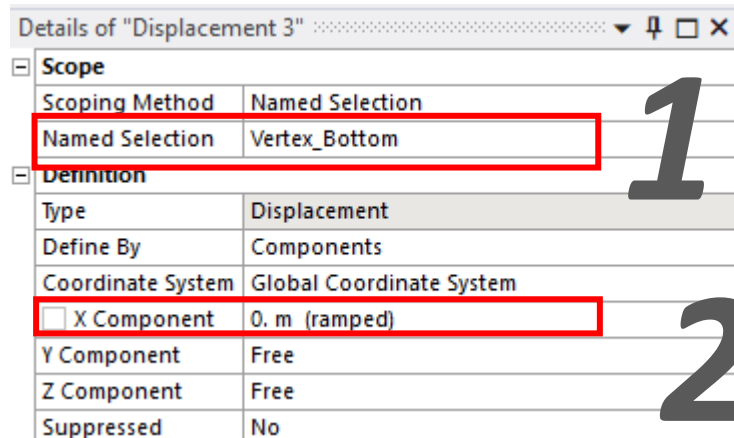 Details of "Displacement 3"
Scope
Scoping Method Named Selection
Named Selection Vertex_Bottom
1
Definition
Type Displacement
Define By Components
Coordinate System Global Coordinate System
X Component 0. m (ramped)
2
Y Component Free
Z Component Free
Suppressed No